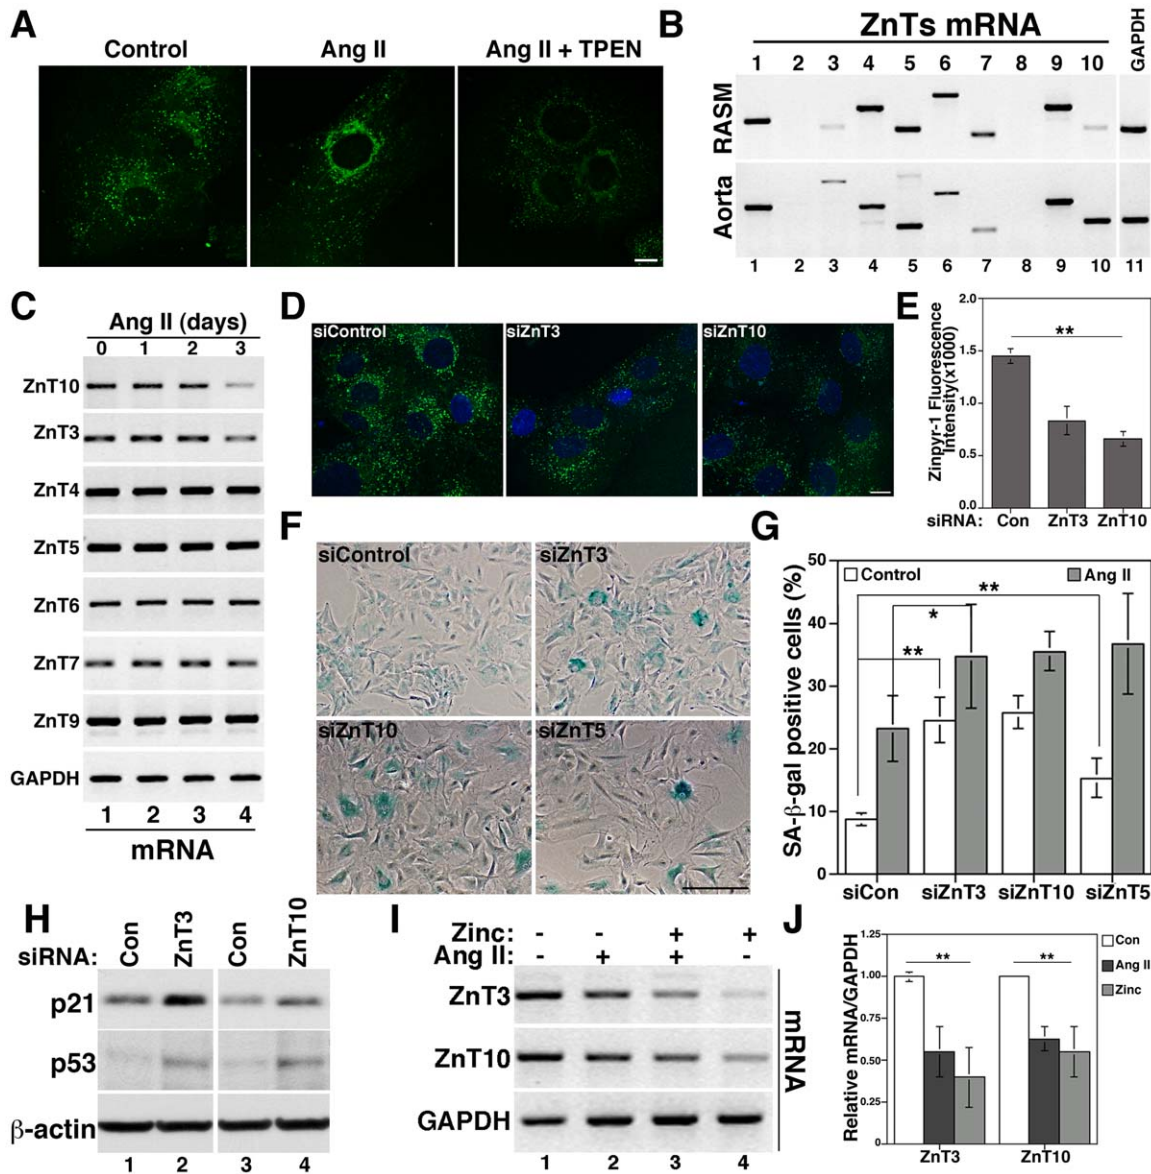 A
Control
Ang II
Ang II + TPEN
B
ZnTs mRNA
GAPDH
1 2 3 4 5 6 7 8 9 10
RASM
Aorta
1 2 3 4 5 6 7 8 9 10 11
C
Ang II (days)
0 1 2 3
ZnT10
ZnT3
ZnT4
ZnT5
ZnT6
ZnT7
ZnT9
GAPDH
1 2 3 4
mRNA
D
siControl
siZnT3
siZnT10
E
Zinpyr-1 Fluorescence
Intensity(x1000)
2.0
1.5
1.0
0.5
0.0
**
siRNA: Con ZnT3 ZnT10
F
siControl
siZnT3
siZnT10
siZnT5
G
SA-β-gal positive cells (%)
50
40
30
20
10
0
Control
Ang II
**
*
**
siCon siZnT3 siZnT10 siZnT5
H
siRNA: Con ZnT3 Con ZnT10
p21
p53
β-actin
1 2 3 4
I
Zinc: - - + +
Ang II: - + + -
ZnT3
ZnT10
GAPDH
mRNA
1 2 3 4
J
Relative mRNA/GAPDH
1.25
1.00
0.75
0.50
0.25
0
** **
Con
Ang II
Zinc
ZnT3 ZnT10